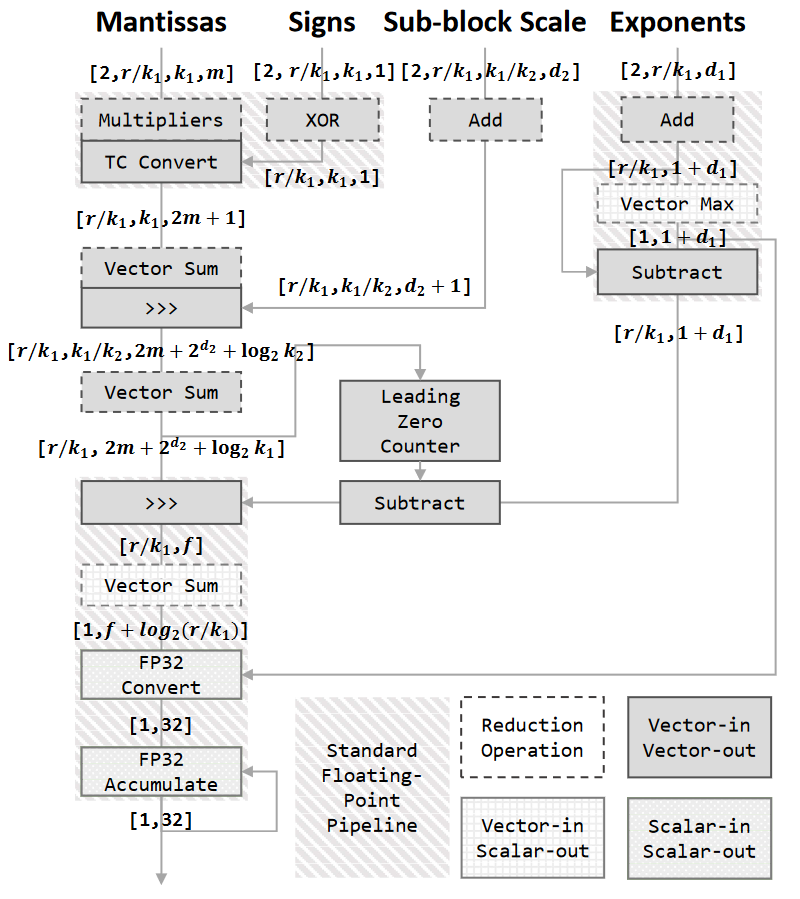 Mantissas Signs Sub-block Scale Exponents
[2,r/k₁,k₁,m] [2, r/k₁,k₁,1] [2,r/k₁,k₁/k₂,d₂] [2,r/k₁,d₁]
Multipliers XOR Add Add
TC Convert
[r/k₁,k₁,1]
[r/k₁,1+d₁]
Vector Max
[r/k₁,k₁,2m+1]
[1,1+d₁]
Vector Sum
Subtract
[r/k₁,k₁/k₂,d₂+1]
>>>
[r/k₁,1+d₁]
[r/k₁,k₁/k₂,2m+2^{d₂}+log₂ k₂]
Vector Sum
Leading
Zero
Counter
[r/k₁, 2m+2^{d₂}+log₂ k₁]
>>> Subtract
[r/k₁,f]
Vector Sum
[1,f+log₂(r/k₁)]
FP32
Convert
[1,32]
FP32
Accumulate
[1,32]
Standard
Floating-
Point
Pipeline
Reduction
Operation
Vector-in
Vector-out
Vector-in
Scalar-out
Scalar-in
Scalar-out